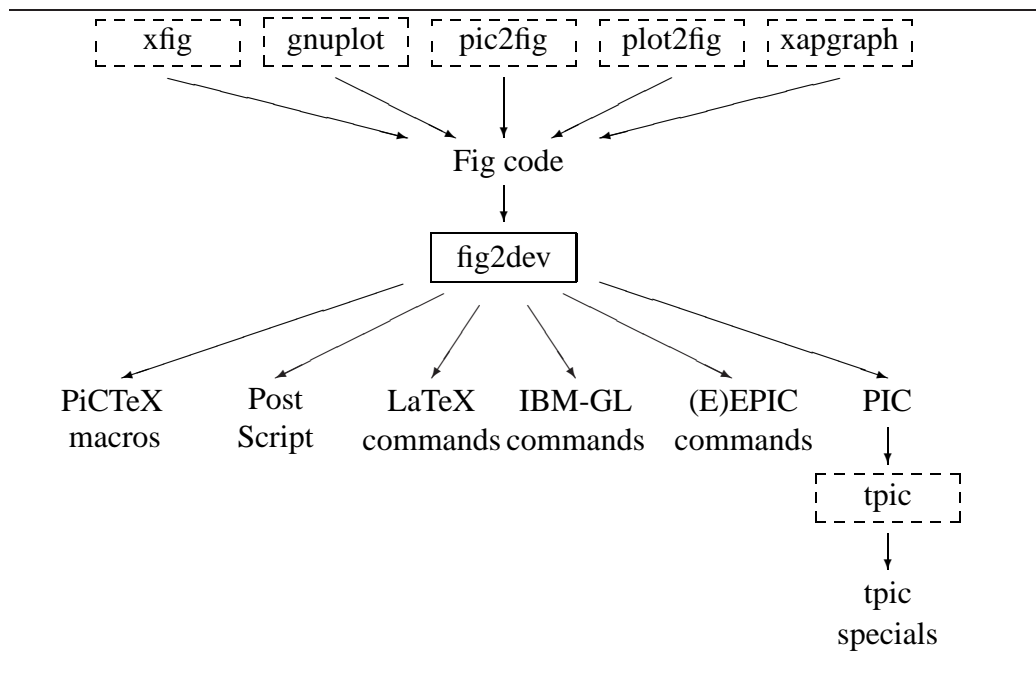 xfig gnuplot pic2fig plot2fig xapgraph
Fig code
fig2dev
PiCTeX
macros
Post
Script
LaTeX
commands
IBM-GL
commands
(E)EPIC
commands
PIC
tpic
tpic
specials